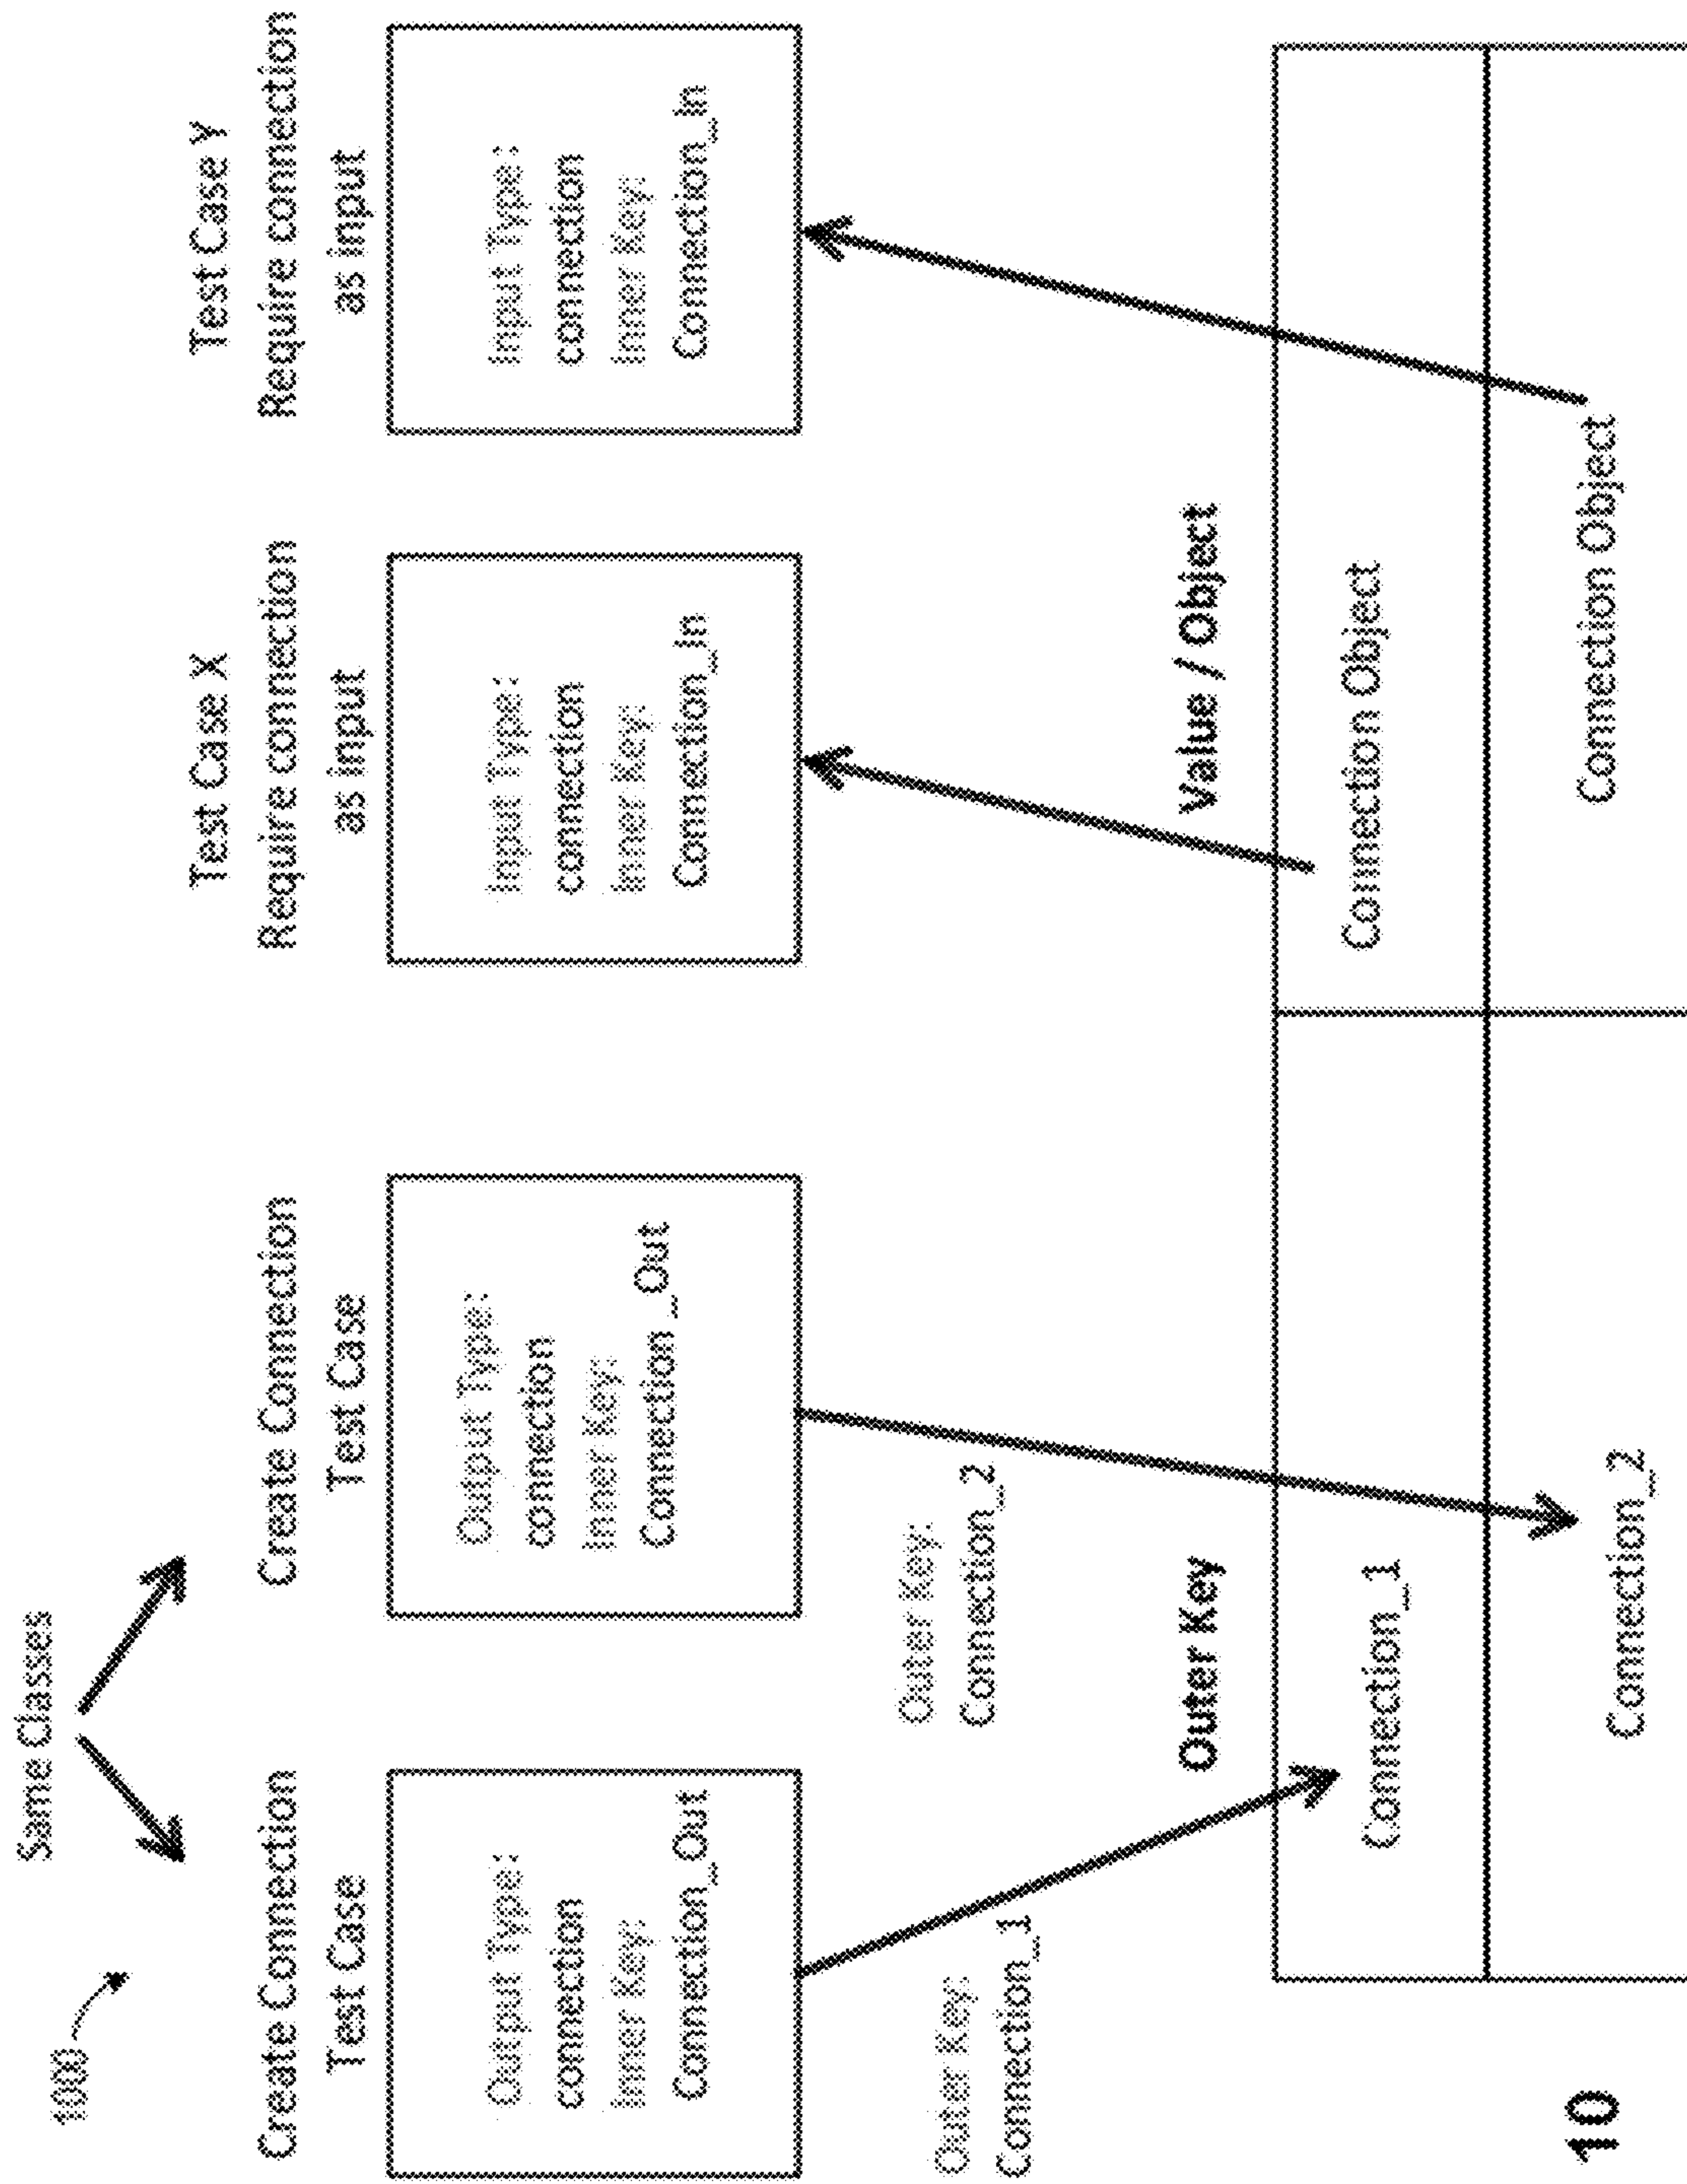 1000
Same Classes
Create Connection
Test Case
Output Type:
connection
Inner Key:
Connection_Out
Outer Key:
Connection_1
Create Connection
Test Case
Output Type:
connection
Inner Key:
Connection _Out
Outer Key:
Connection_2
Test Case X
Require connection
as input
Input Type:
connection
Inner Key:
Connection_In
Test Case Y
Require connection
as input
Input Type:
connection
Inner Key:
Connection_In
Outer Key
Value / Object
Connection_1
Connection Object
Connection_2
Connection Object
10